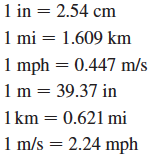 1 in = 2.54 cm
1 mi = 1.609 km
1 mph = 0.447 m/s
1 m = 39.37 in
1 km = 0.621 mi
1 m/s = 2.24 mph